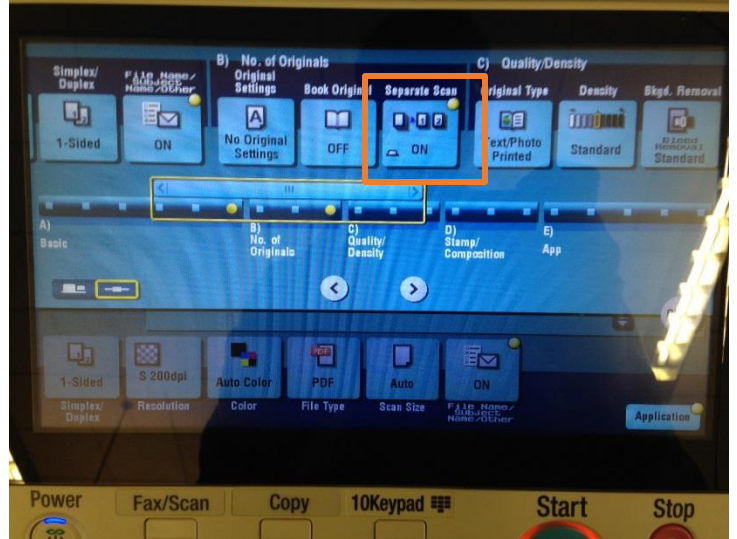 B) No. of Originals
C) Quality/Density
Simplex/
Duplex
File Name/
Subject
Name/Other
Original
Settings
Book Original
Separate Scan
Original Type
Density
Bkgd. Removal
1-Sided
ON
No Original
Settings
OFF
ON
Text/Photo
Printed
Standard
Bleed
Removal
Standard
A)
Basic
B)
No. of
Originals
C)
Quality/
Density
D)
Stamp/
Composition
E)
App
1-Sided
S 200dpi
Auto Color
PDF
Auto
ON
Simplex/
Duplex
Resolution
Color
File Type
Scan Size
File Name/
Subject
Name/Other
Application
Power
Fax/Scan
Copy
10Keypad
Start
Stop